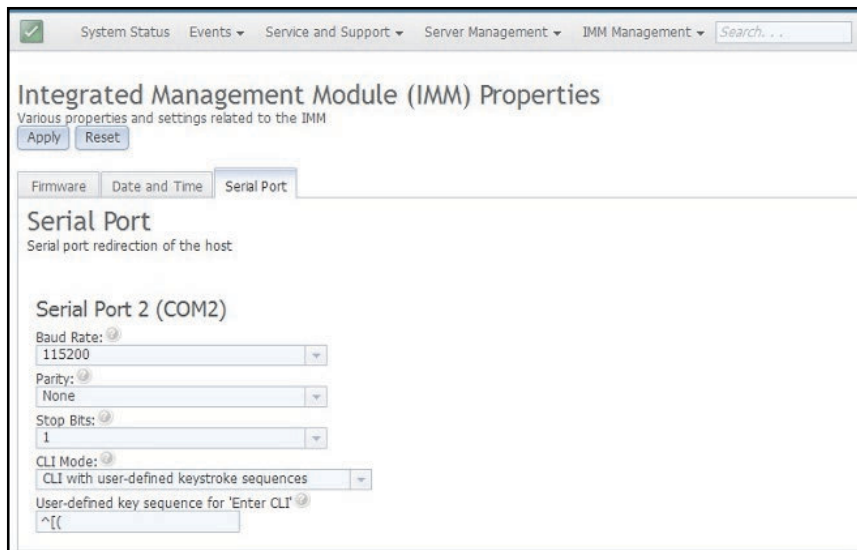 System Status Events Service and Support Server Management IMM Management Search. . .
Integrated Management Module (IMM) Properties
Various properties and settings related to the IMM
Apply Reset
Firmware Date and Time Serial Port
Serial Port
Serial port redirection of the host
Serial Port 2 (COM2)
Baud Rate:
115200
Parity:
None
Stop Bits:
1
CLI Mode:
CLI with user-defined keystroke sequences
User-defined key sequence for 'Enter CLI'
^[(